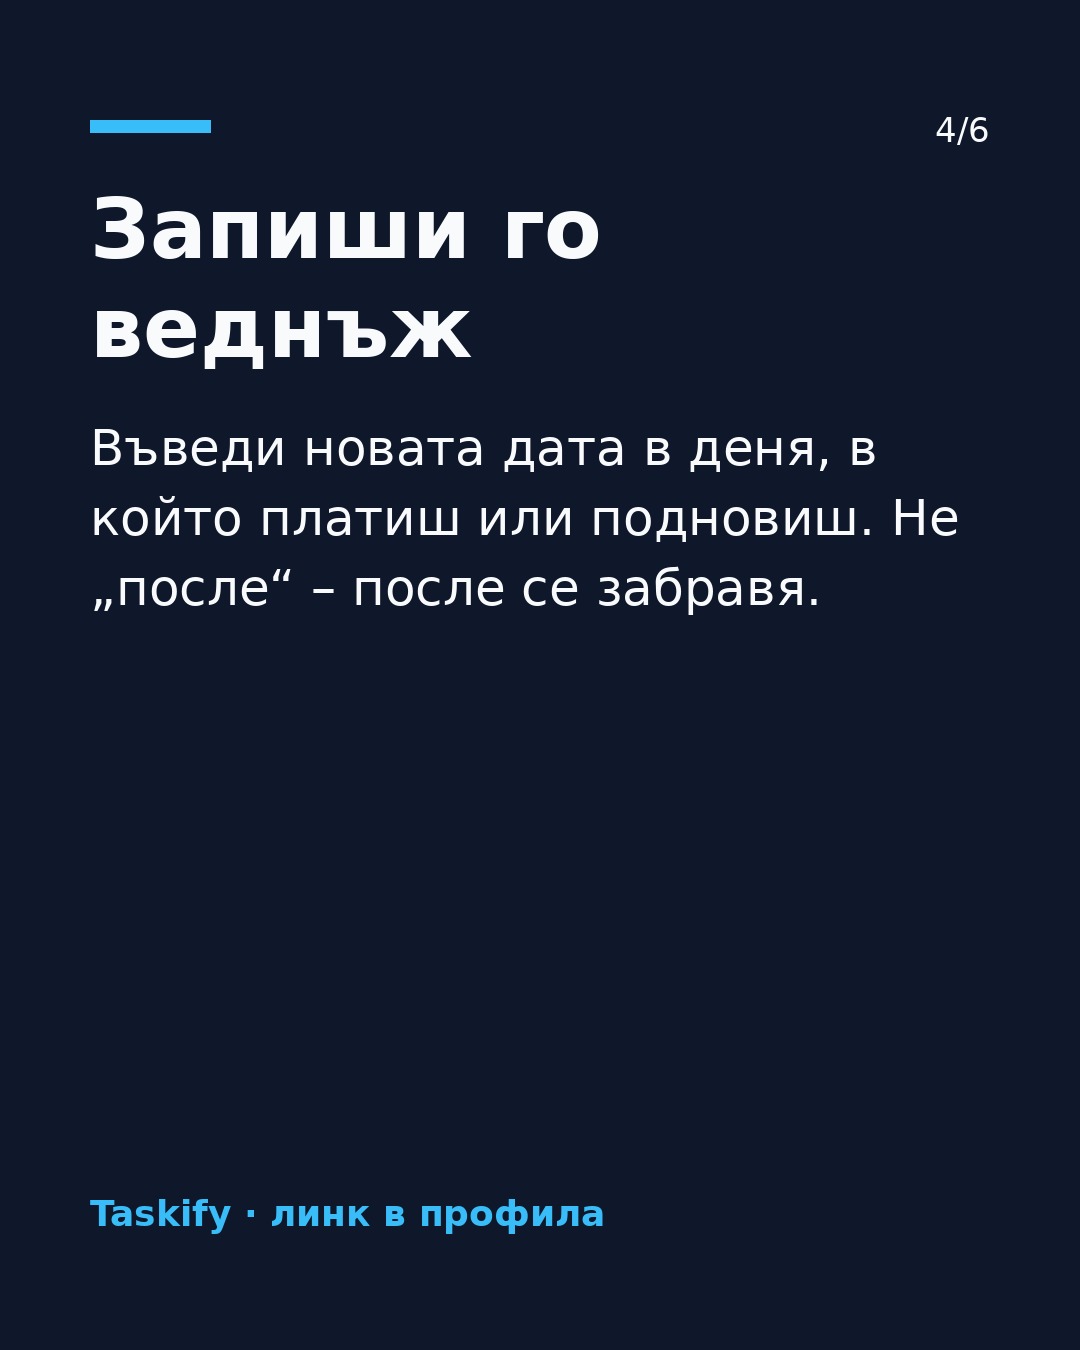 4/6
Запиши го
веднъж
Въведи новата дата в деня, в
който платиш или подновиш. Не
„после“ – после се забравя.
Taskify · линк в профила